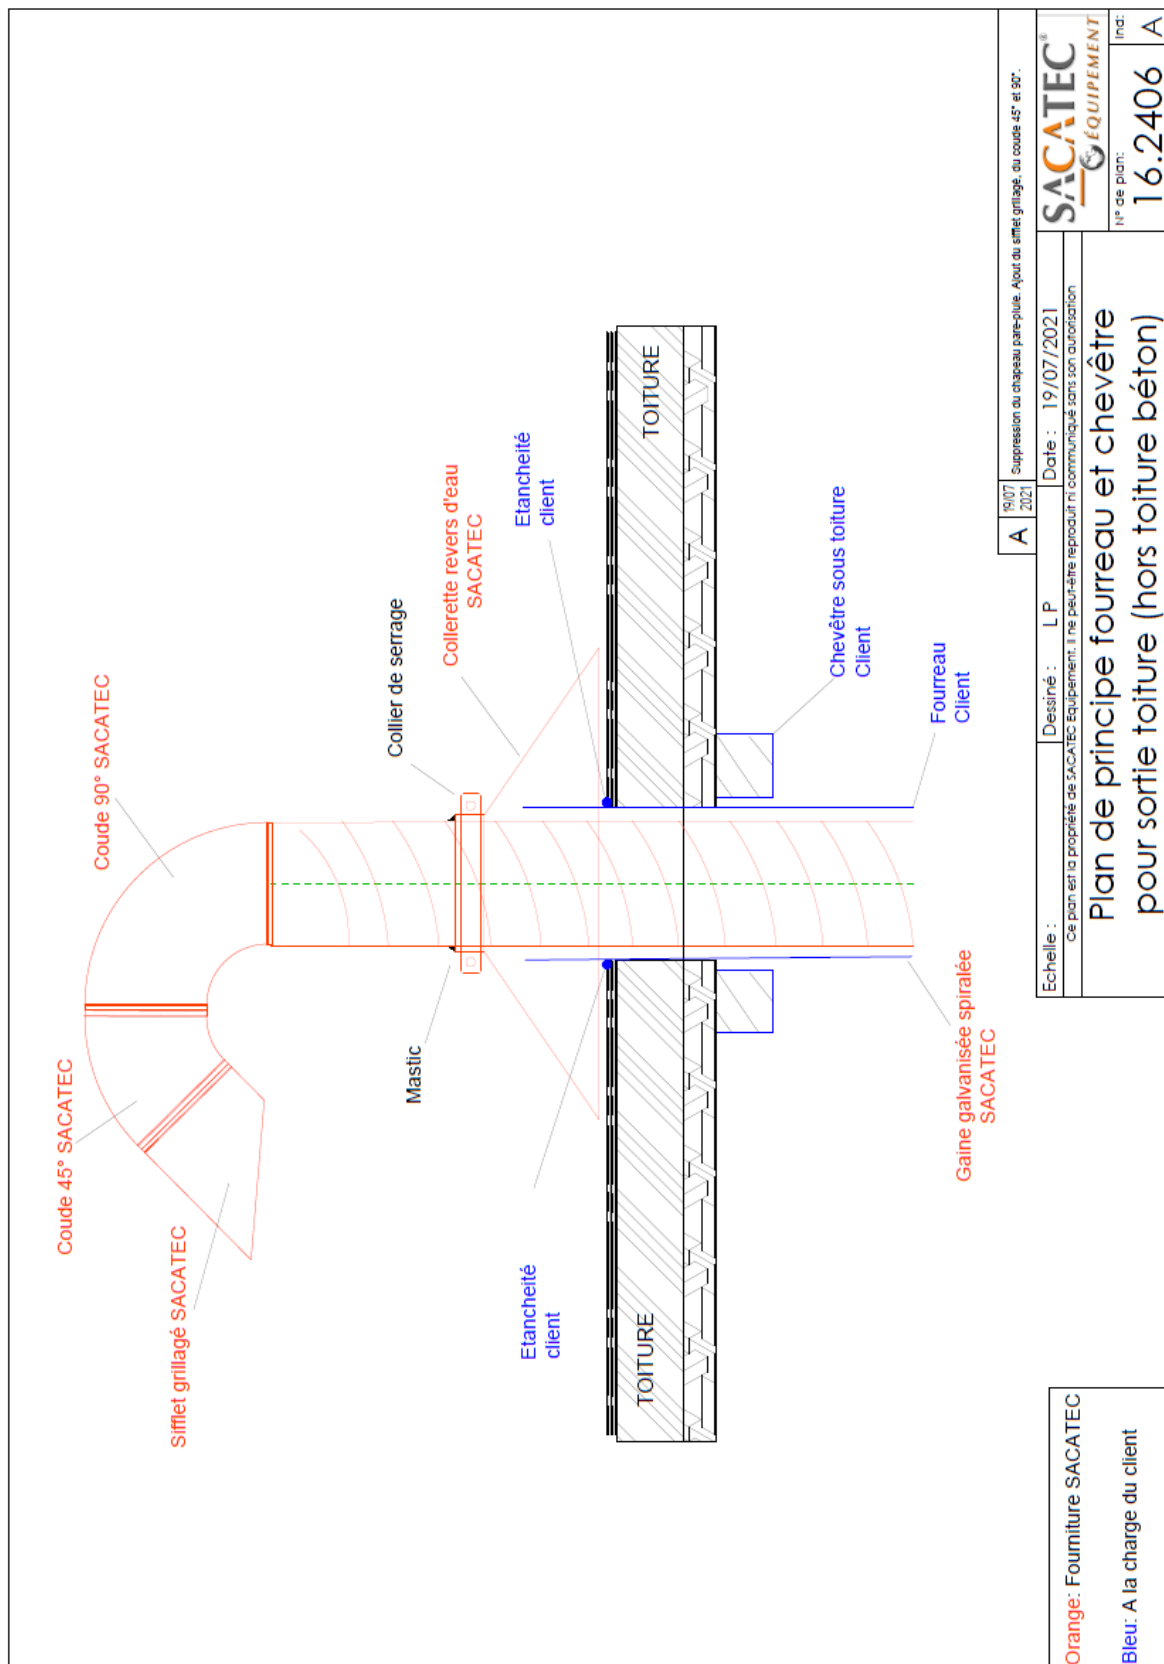 Coude 45° SACATEC
Coude 90° SACATEC
Sifflet grillagé SACATEC
Mastic
Collier de serrage
Collerette revers d'eau
SACATEC
Etancheité
client
Etancheité
client
TOITURE
TOITURE
Chevêtre sous toiture
Client
Fourreau
Client
Gaine galvanisée spiralée
SACATEC
Orange: Fourniture SACATEC
Bleu: A la charge du client
A
19/07
2021
Suppression du chapeau pare-pluie. Ajout du sifflet grillagé, du coude 45° et 90°.
Echelle :
Dessiné : LP
Date : 19/07/2021
Ce plan est la propriété de SACATEC Equipement. Il ne peut-être reproduit ni communiqué sans son autorisation
SACATEC®
ÉQUIPEMENT
Plan de principe fourreau et chevêtre
pour sortie toiture (hors toiture béton)
N° de plan:
16.2406
Ind:
A